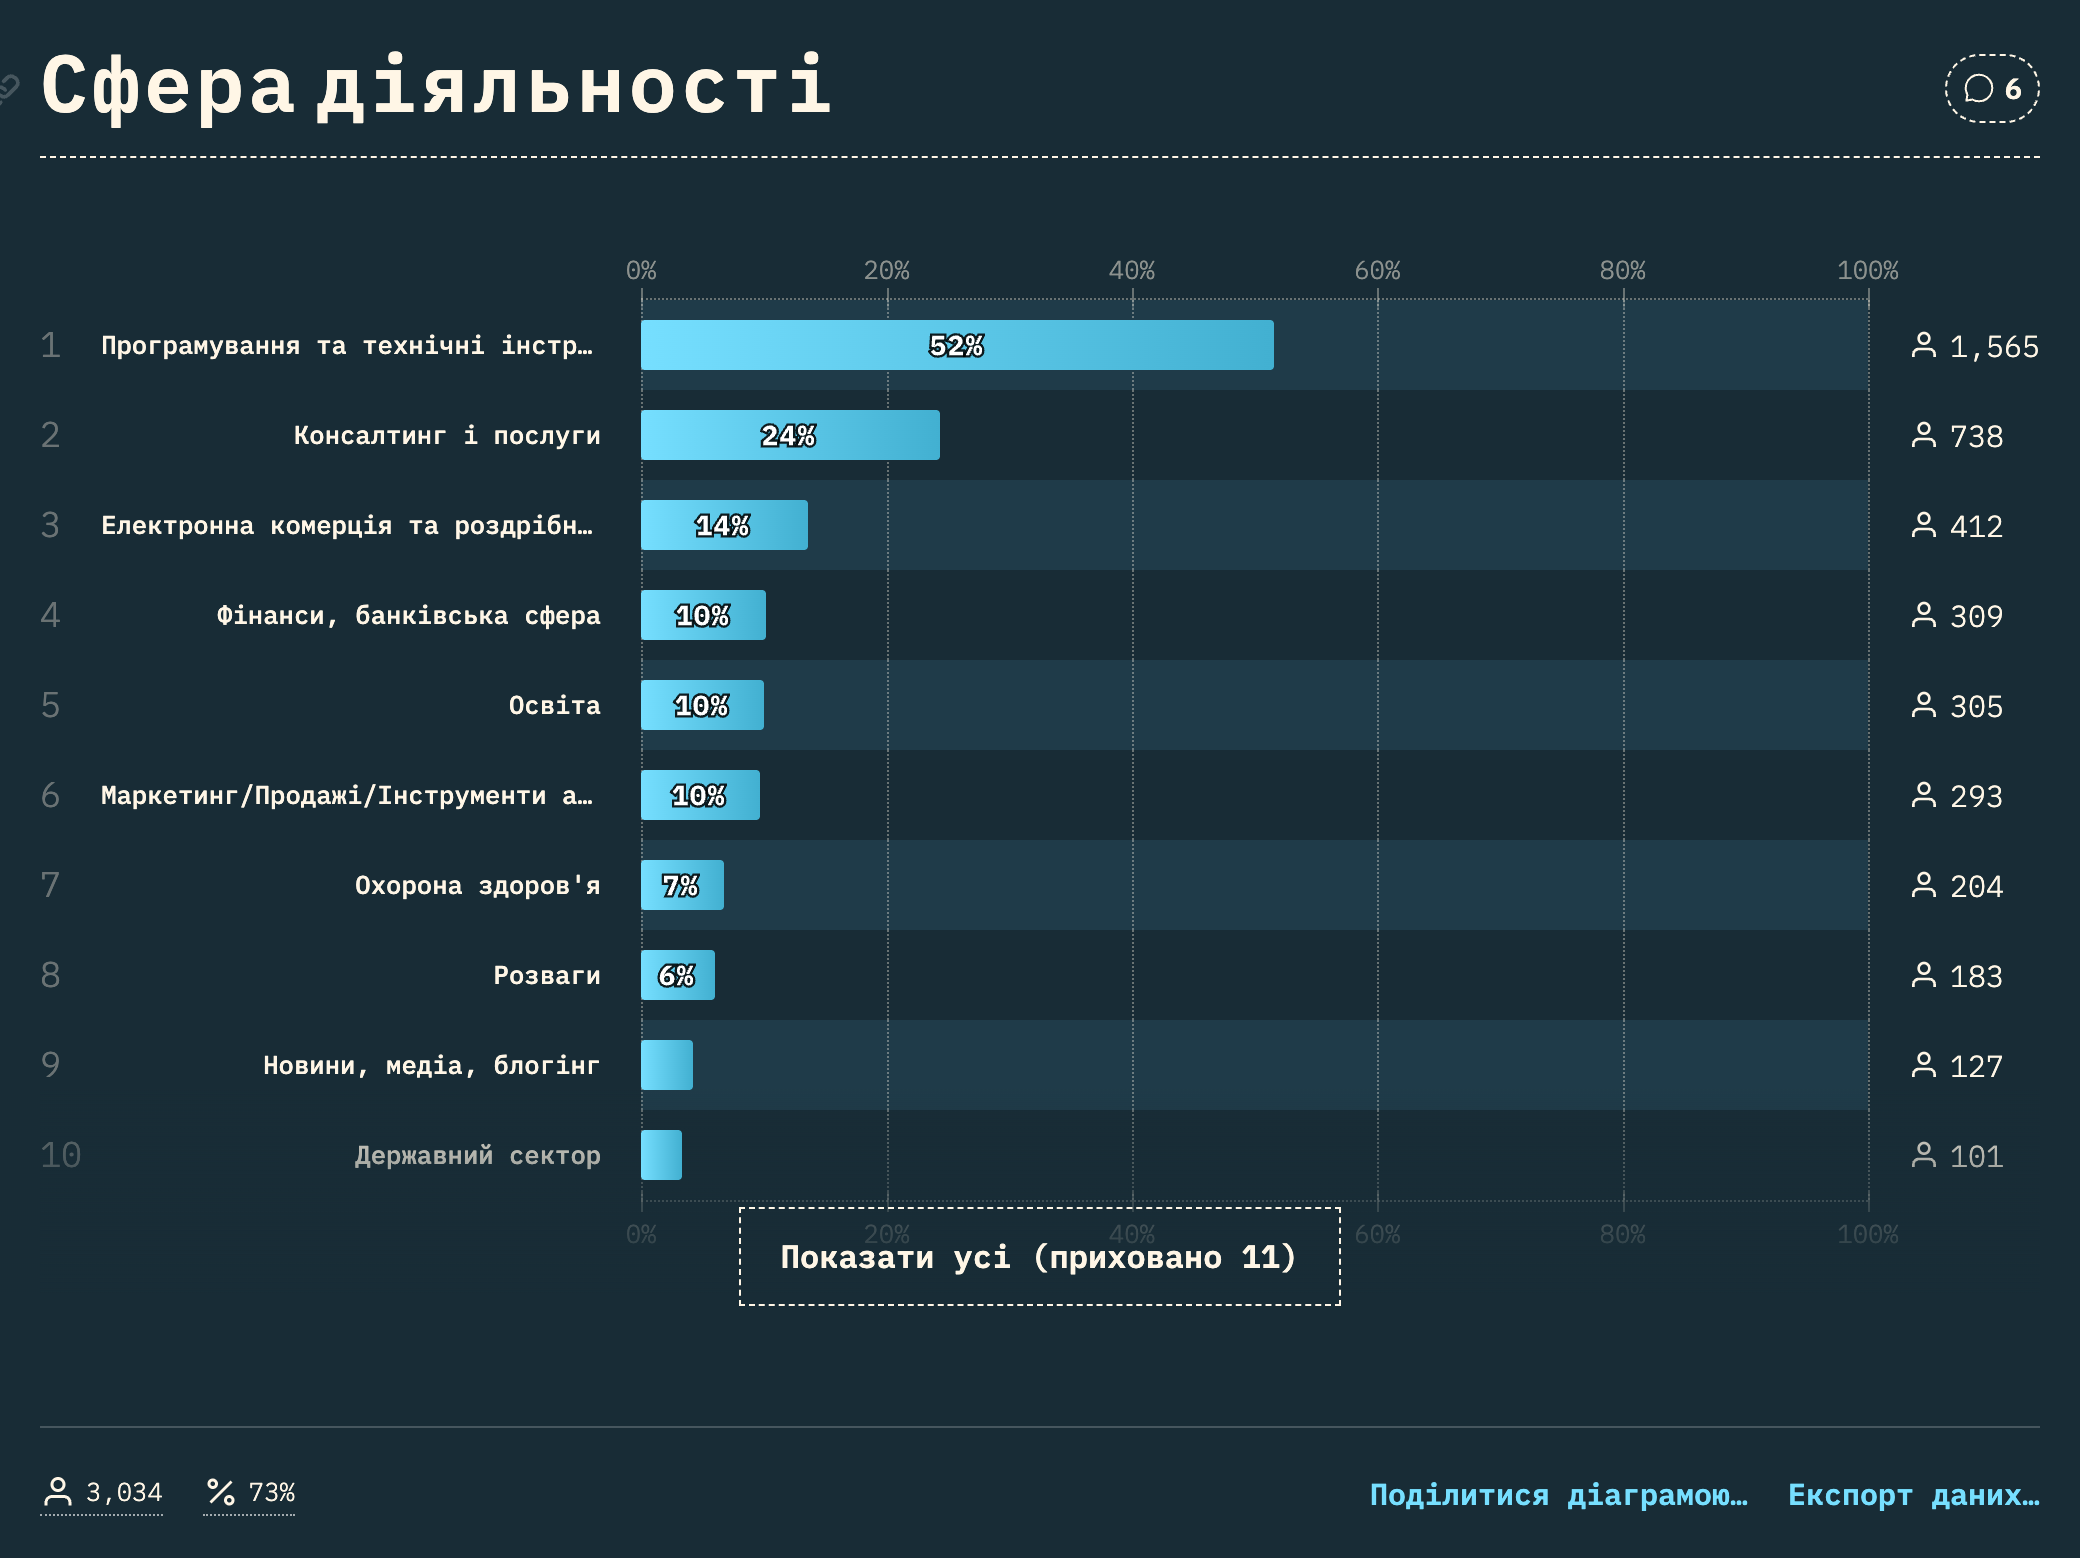 Сфера діяльності
6
0% 20% 40% 60% 80% 100%
1 Програмування та технічні інстр… 52% 1,565
2 Консалтинг і послуги 24% 738
3 Електронна комерція та роздрібн… 14% 412
4 Фінанси, банківська сфера 10% 309
5 Освіта 10% 305
6 Маркетинг/Продажі/Інструменти а… 10% 293
7 Охорона здоров'я 7% 204
8 Розваги 6% 183
9 Новини, медіа, блогінг 127
10 Державний сектор 101
0% 20% 40% 60% 80% 100%
Показати усі (приховано 11)
3,034 73% Поділитися діаграмою… Експорт даних…